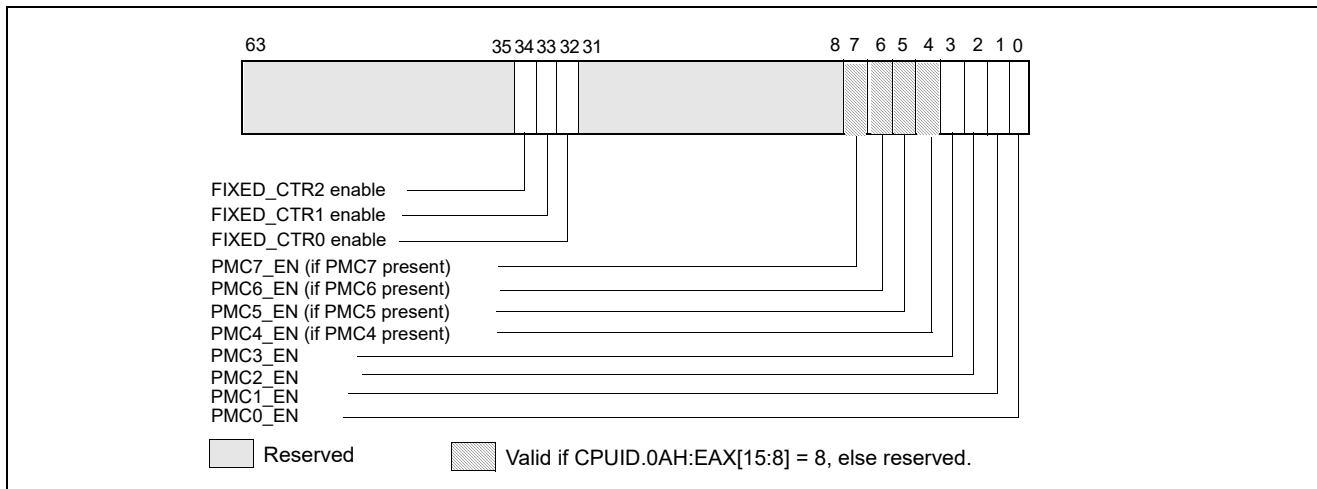 63 35 34 33 32 31 8 7 6 5 4 3 2 1 0
FIXED_CTR2 enable
FIXED_CTR1 enable
FIXED_CTR0 enable
PMC7_EN (if PMC7 present)
PMC6_EN (if PMC6 present)
PMC5_EN (if PMC5 present)
PMC4_EN (if PMC4 present)
PMC3_EN
PMC2_EN
PMC1_EN
PMC0_EN
Reserved Valid if CPUID.0AH:EAX[15:8] = 8, else reserved.